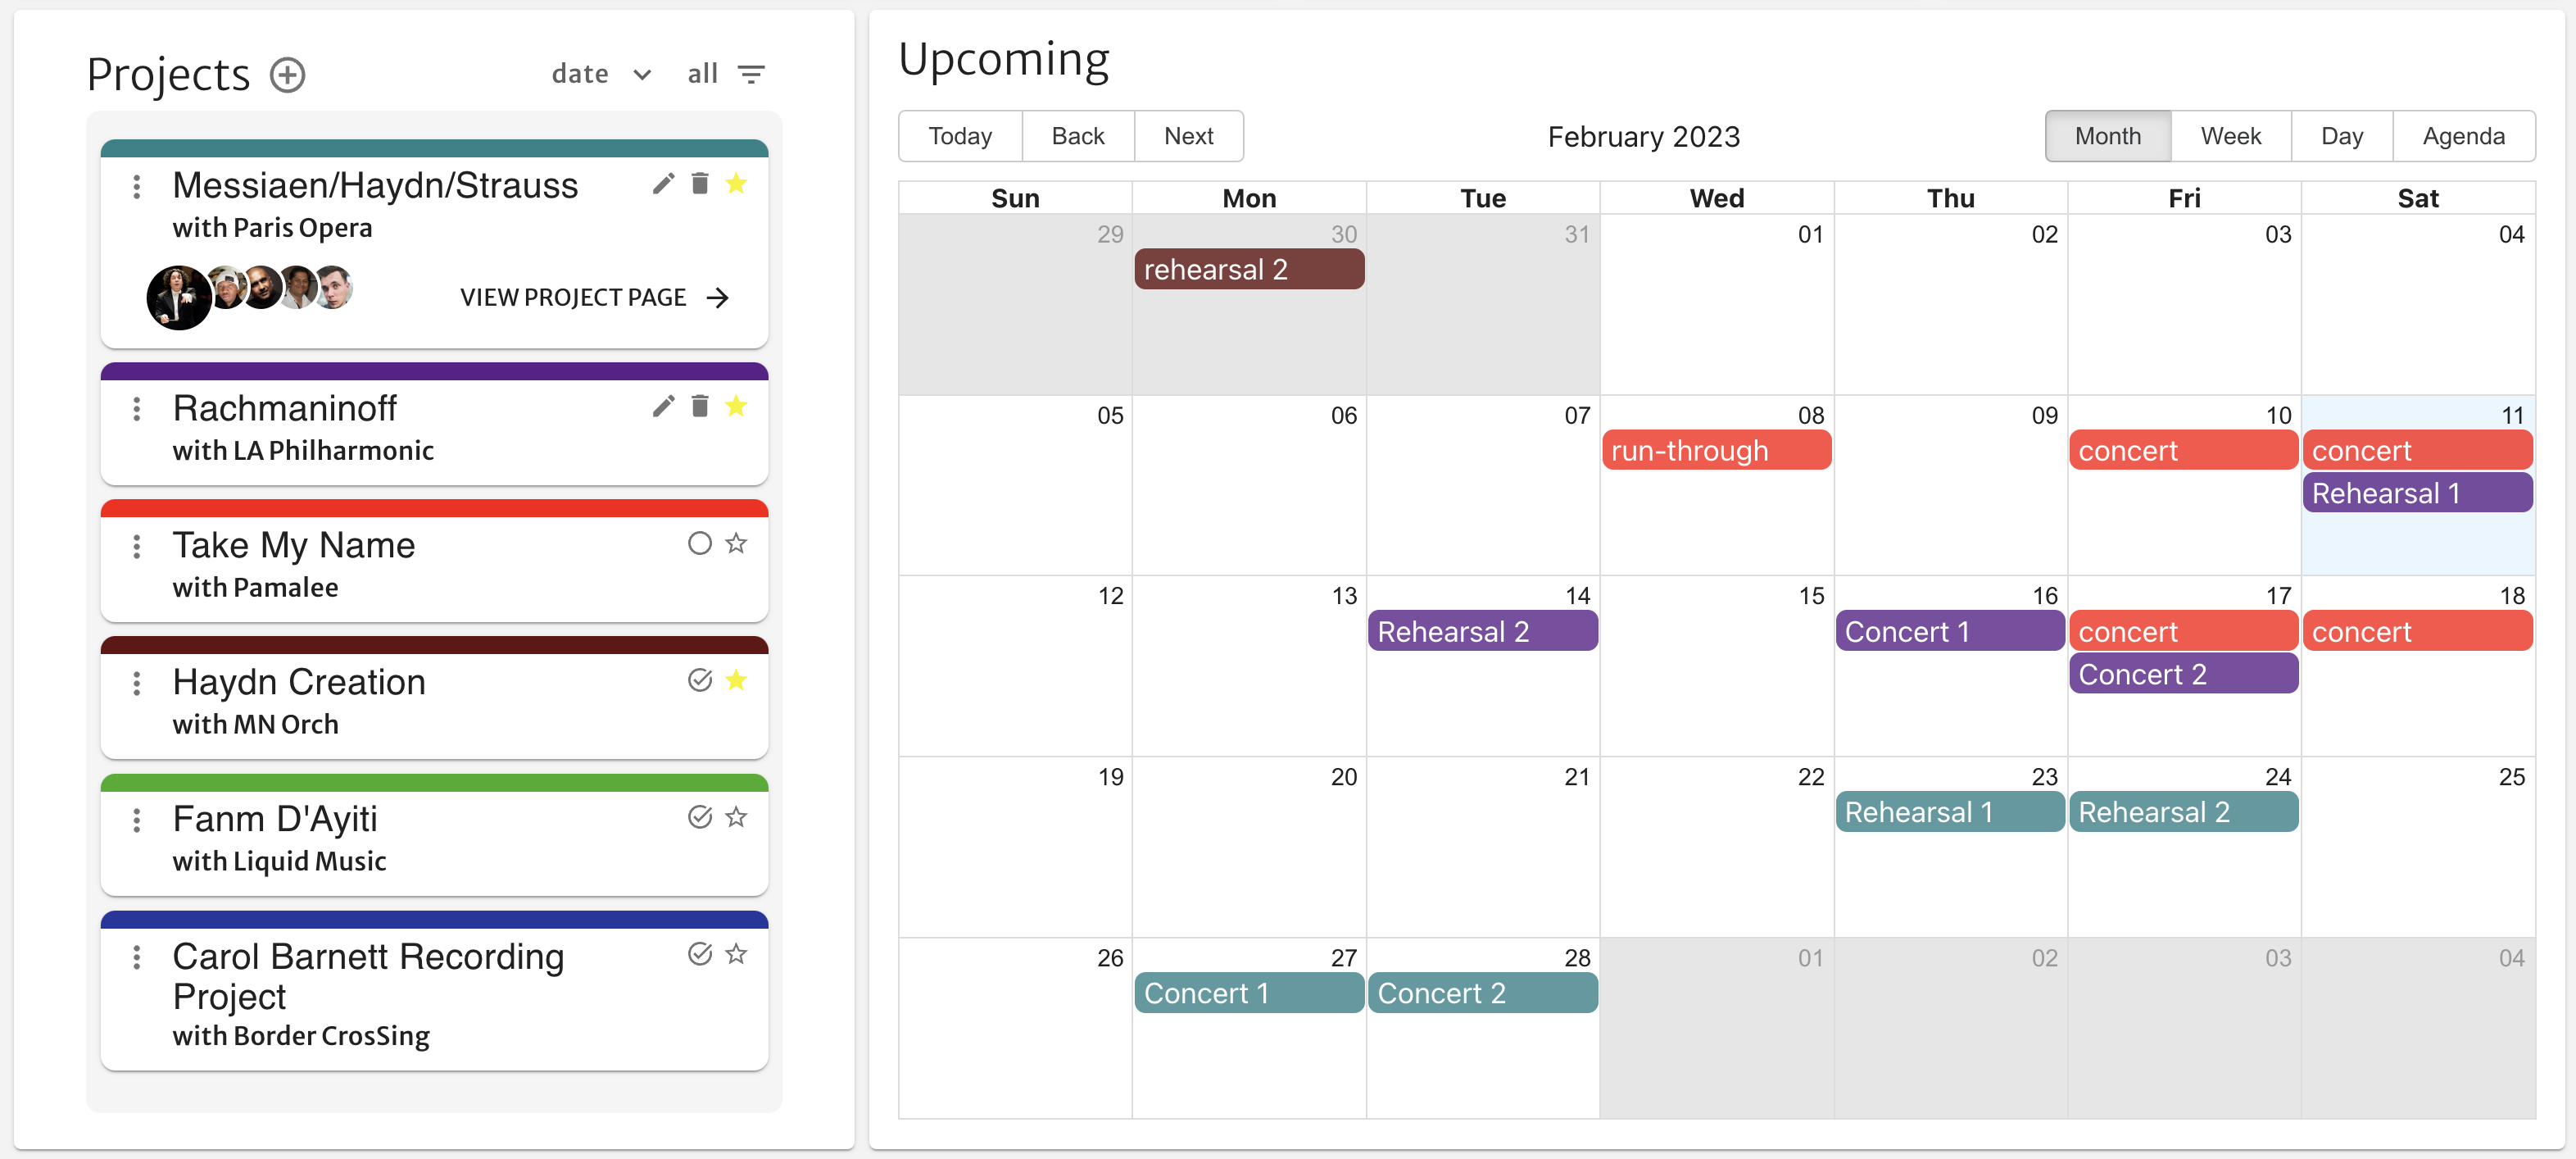 Projects
date
all
Messiaen/Haydn/Strauss
with Paris Opera
VIEW PROJECT PAGE
Rachmaninoff
with LA Philharmonic
Take My Name
with Pamalee
Haydn Creation
with MN Orch
Fanm D'Ayiti
with Liquid Music
Carol Barnett Recording
Project
with Border CrosSing
Upcoming
Today Back Next
February 2023
Month Week Day Agenda
Sun Mon Tue Wed Thu Fri Sat
29 30 31 01 02 03 04
rehearsal 2
05 06 07 08 09 10 11
run-through concert concert
Rehearsal 1
12 13 14 15 16 17 18
Rehearsal 2 Concert 1 concert concert
Concert 2
19 20 21 22 23 24 25
Rehearsal 1 Rehearsal 2
26 27 28 01 02 03 04
Concert 1 Concert 2